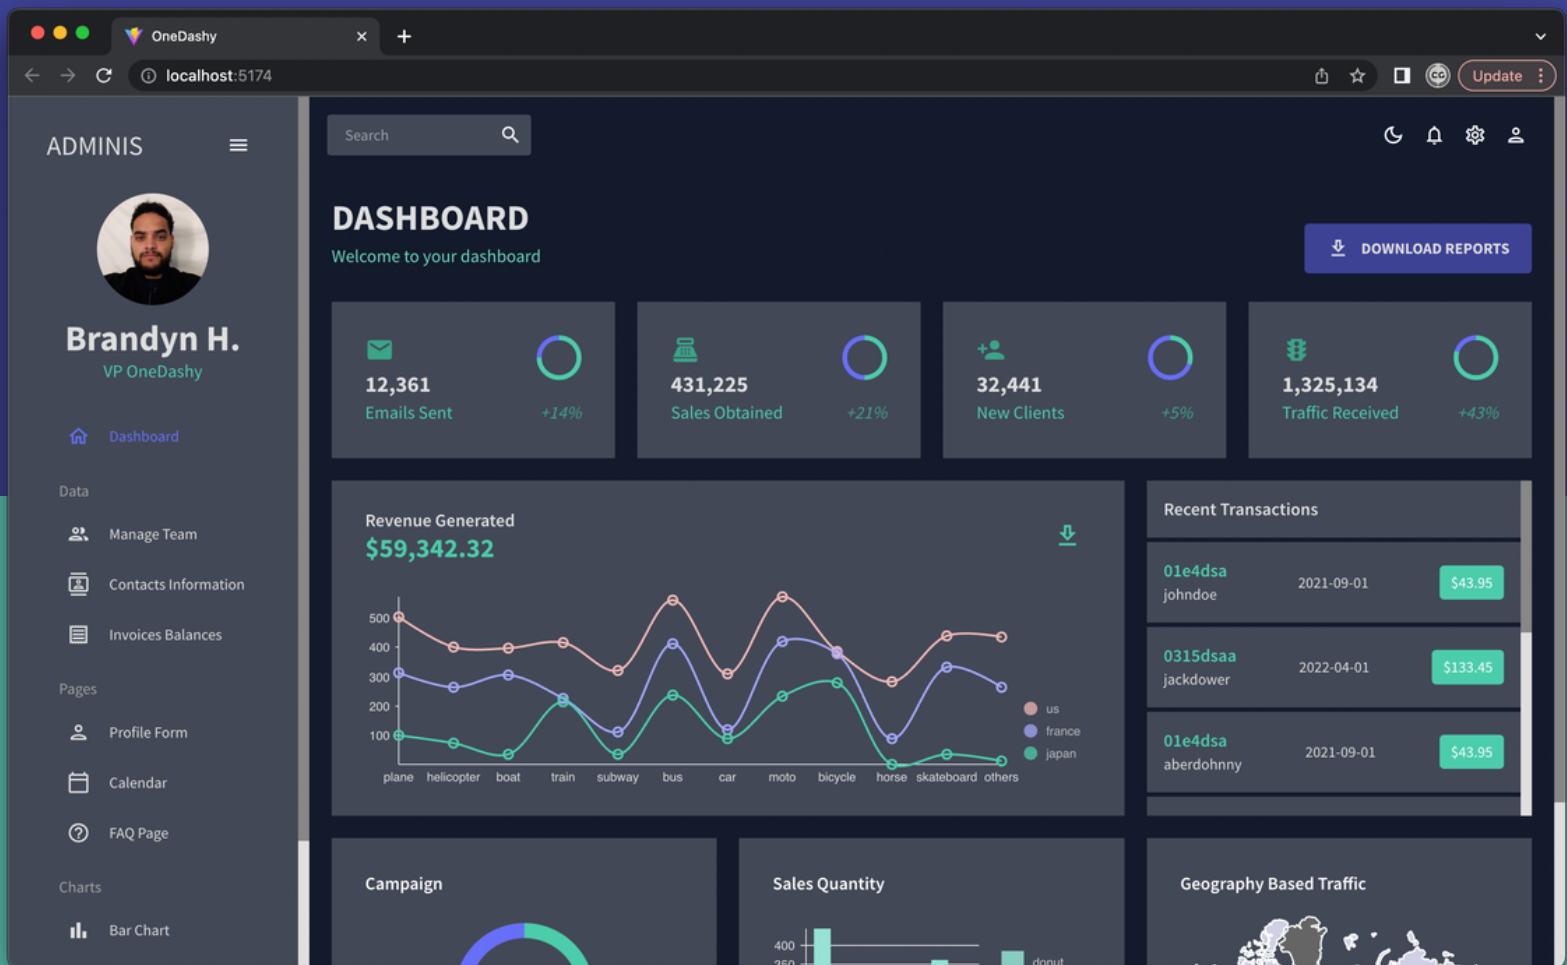 OneDashy
localhost:5174
Update
ADMINIS
Brandyn H.
VP OneDashy
Dashboard
Data
Manage Team
Contacts Information
Invoices Balances
Pages
Profile Form
Calendar
FAQ Page
Charts
Bar Chart
Search
DASHBOARD
Welcome to your dashboard
DOWNLOAD REPORTS
12,361
Emails Sent +14%
431,225
Sales Obtained +21%
32,441
New Clients +5%
1,325,134
Traffic Received +43%
Revenue Generated
$59,342.32
500
400
300
200
100
plane helicopter boat train subway bus car moto bicycle horse skateboard others
us
france
japan
Recent Transactions
01e4dsa
johndoe
2021-09-01
$43.95
0315dsaa
jackdower
2022-04-01
$133.45
01e4dsa
aberdohnny
2021-09-01
$43.95
Campaign
Sales Quantity
400
350
donut
Geography Based Traffic